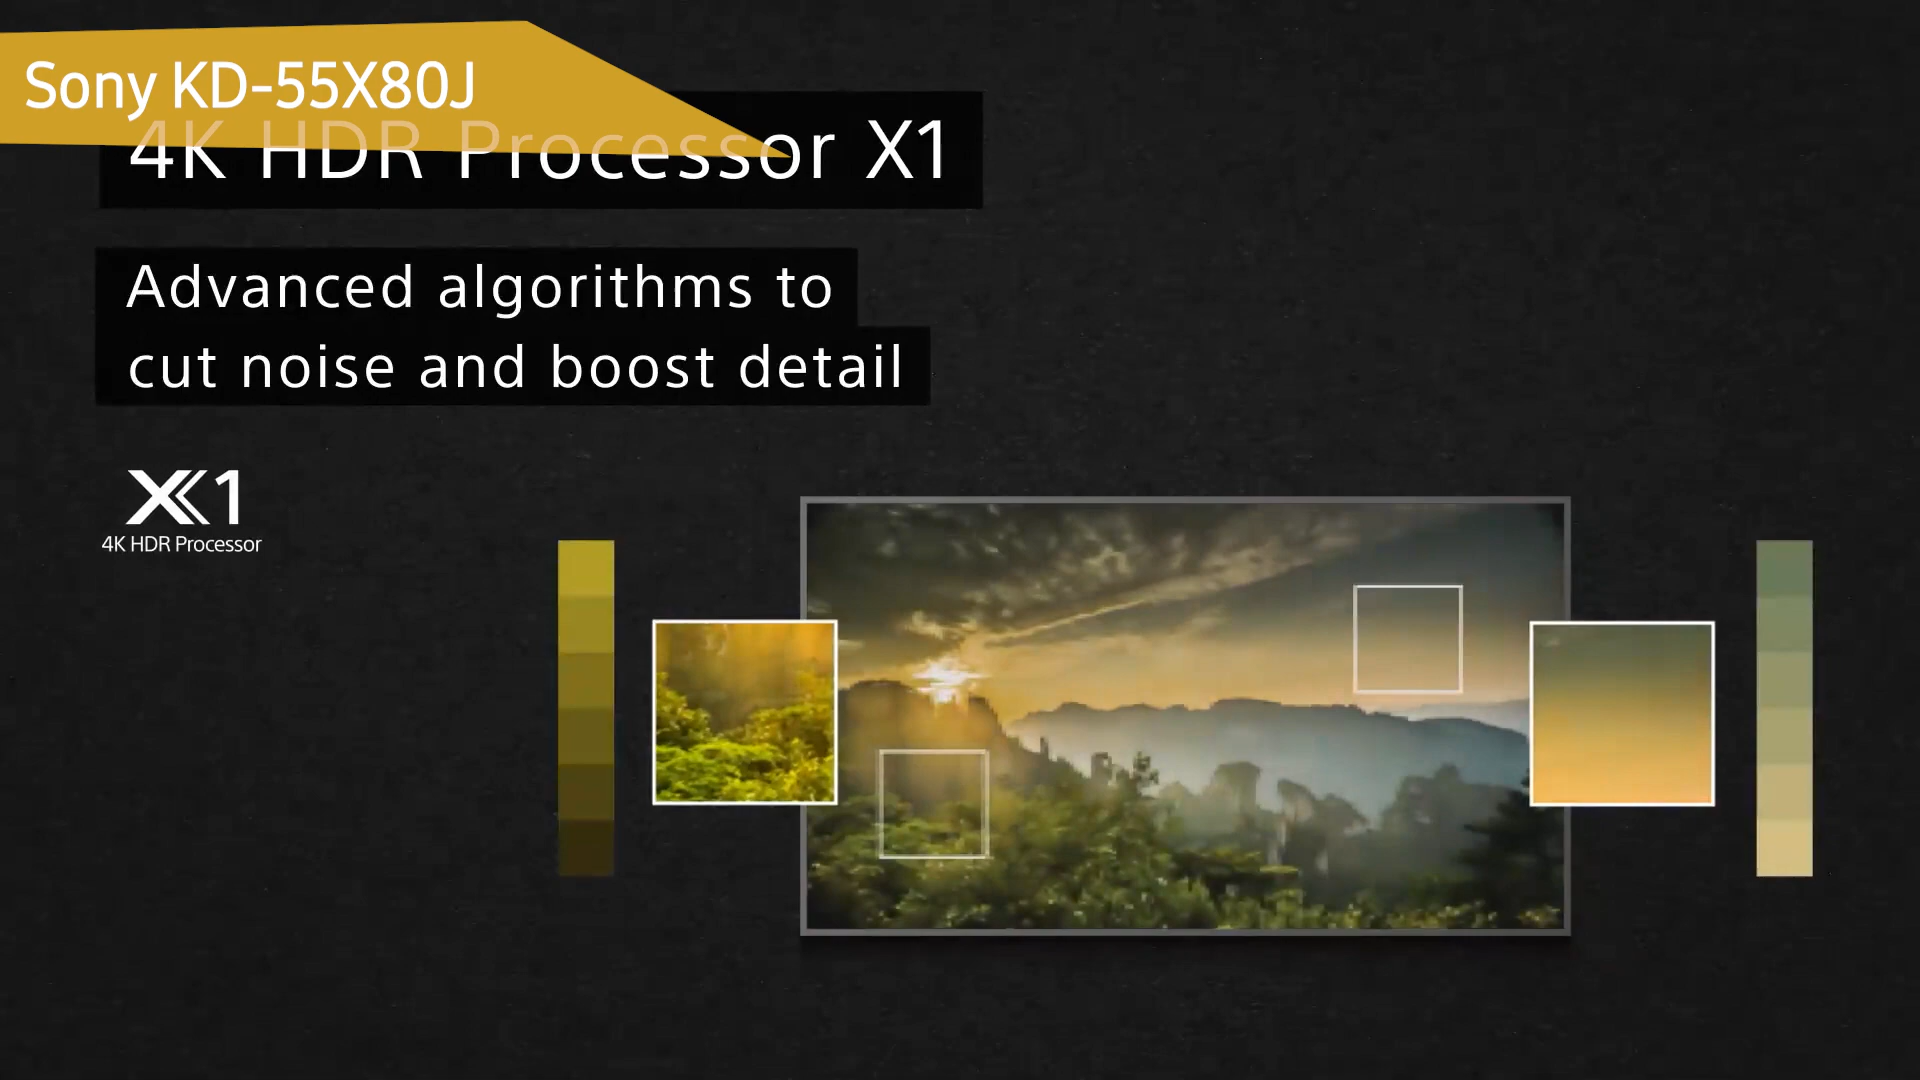 Sony KD-55X80J
4K HDR Processor X1
Advanced algorithms to
cut noise and boost detail
X1
4K HDR Processor